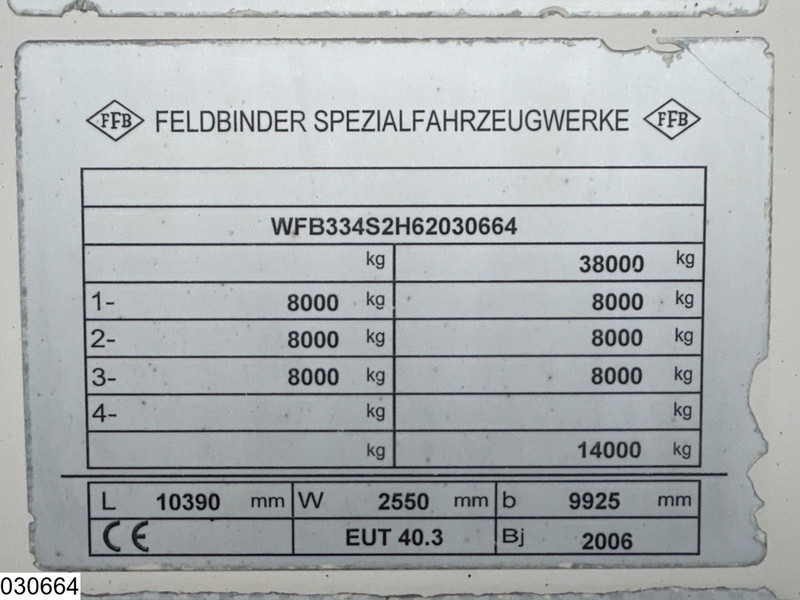 FFB FELDBINDER SPEZIALFAHRZEUGWERKE FFB
WFB334S2H62030664
kg 38000 kg
1- 8000 kg 8000 kg
2- 8000 kg 8000 kg
3- 8000 kg 8000 kg
4- kg kg
kg 14000 kg
L 10390 mm W 2550 mm b 9925 mm
CE EUT 40.3 Bj 2006
030664